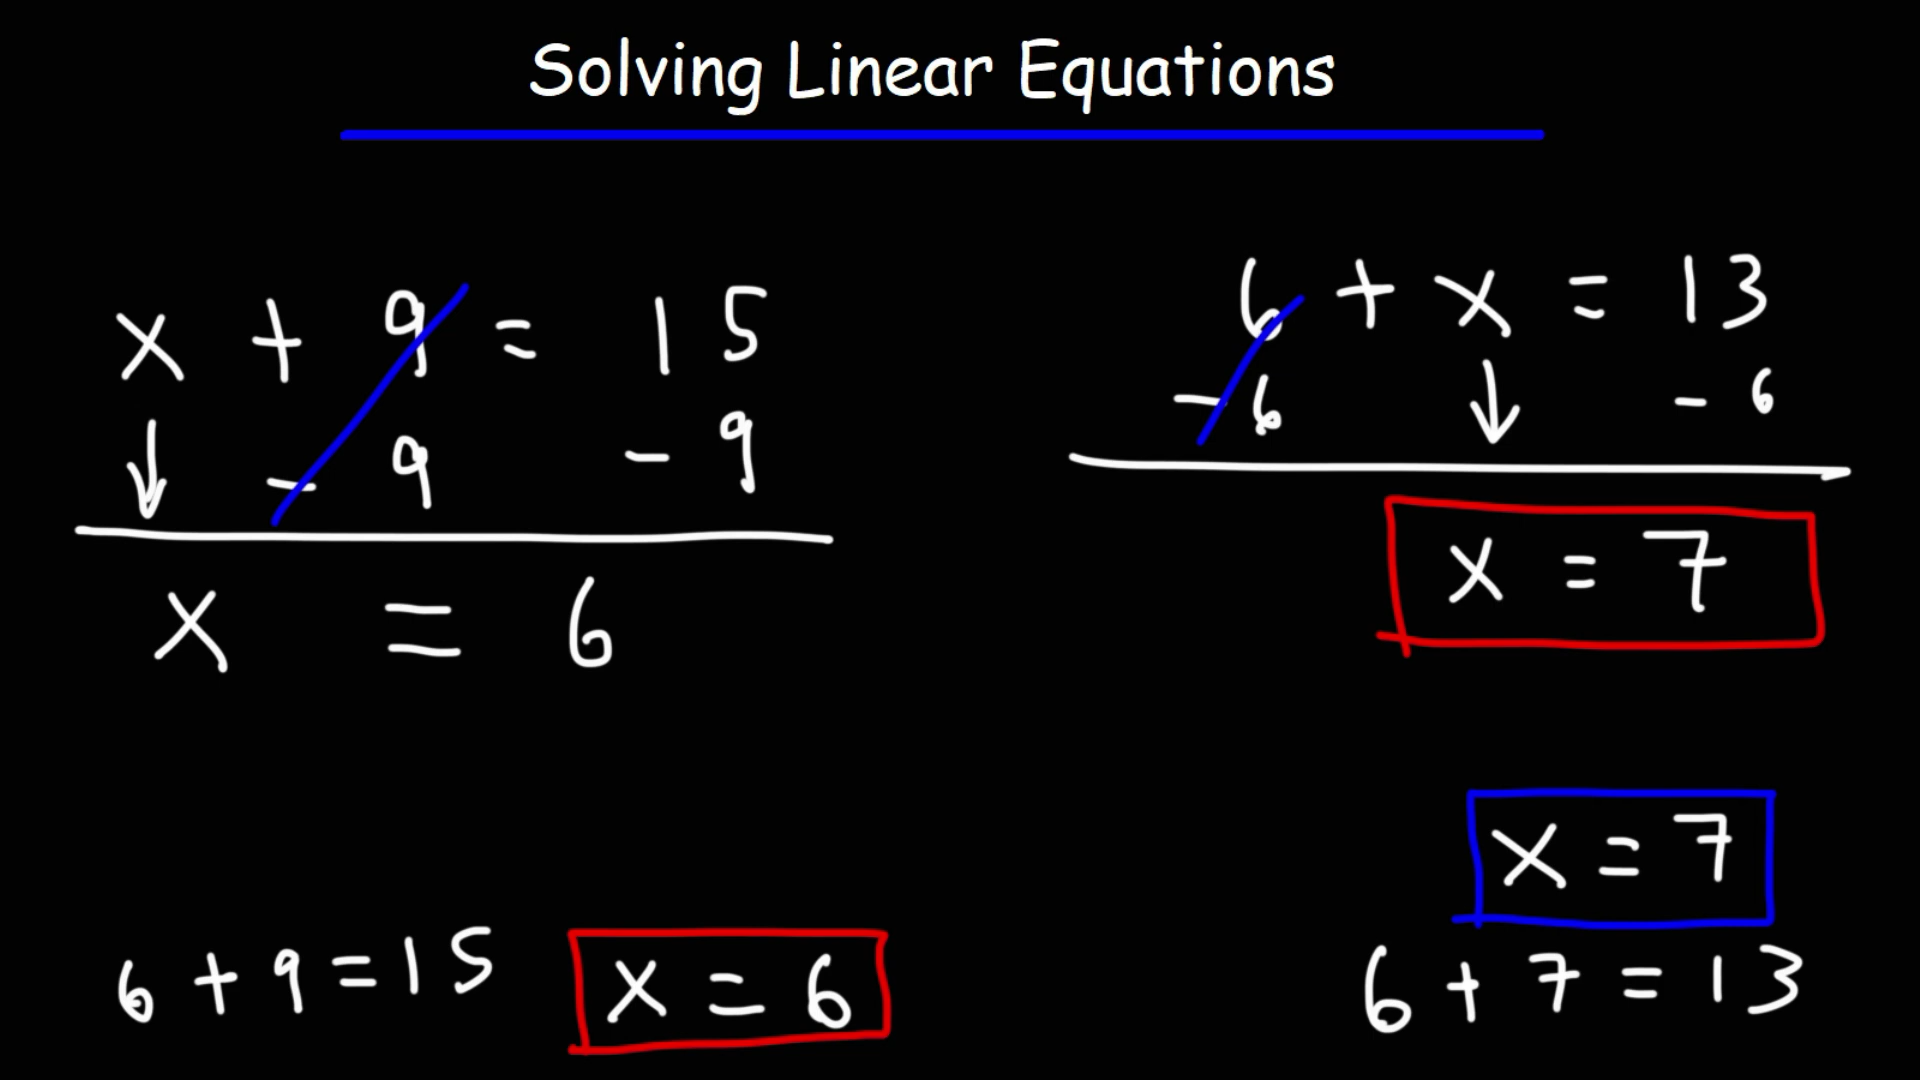 Solving Linear Equations
x + 9 = 15
- 9 - 9
x = 6
6 + 9 = 15
x = 6
6 + x = 13
- 6 - 6
x = 7
x = 7
6 + 7 = 13